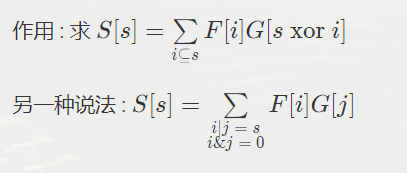 作用 : 求 S[s] = ∑ F[i]G[s xor i]
i⊆s
另一种说法 : S[s] = ∑ F[i]G[j]
i|j = s
i&j = 0